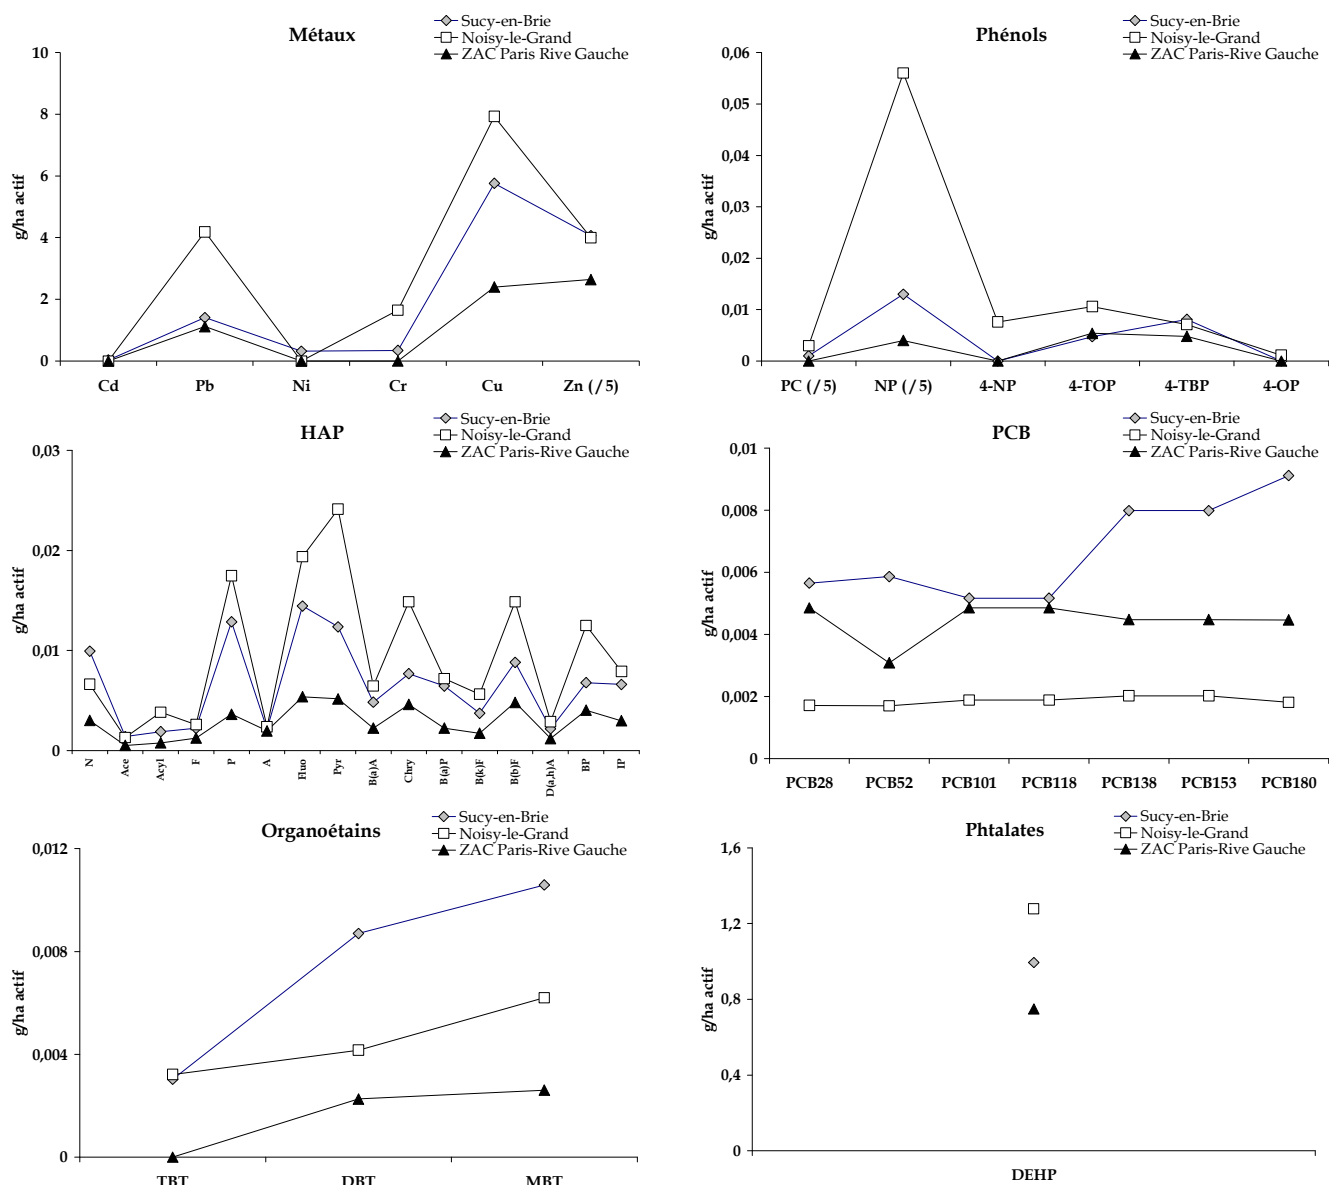 Métaux
Sucy-en-Brie
Noisy-le-Grand
ZAC Paris Rive Gauche
10
8
6
4
2
0
g/ha actif
Cd Pb Ni Cr Cu Zn (/5)
Phénols
Sucy-en-Brie
Noisy-le-Grand
ZAC Paris-Rive Gauche
0,06
0,05
0,04
0,03
0,02
0,01
0
g/ha actif
PC (/5) NP (/5) 4-NP 4-TOP 4-TBP 4-OP
HAP
Sucy-en-Brie
Noisy-le-Grand
ZAC Paris-Rive Gauche
0,03
0,02
0,01
0
g/ha actif
N Ace Acyl F P A Fluo Pyr B(a)A Chry B(a)P B(k)F B(b)F D(a,h)A BP IP
PCB
Sucy-en-Brie
Noisy-le-Grand
ZAC Paris-Rive Gauche
0,01
0,008
0,006
0,004
0,002
0
g/ha actif
PCB28 PCB52 PCB101 PCB118 PCB138 PCB153 PCB180
Organoétains
Sucy-en-Brie
Noisy-le-Grand
ZAC Paris-Rive Gauche
0,012
0,008
0,004
0
g/ha actif
TBT DBT MBT
Phtalates
Sucy-en-Brie
Noisy-le-Grand
ZAC Paris-Rive Gauche
1,6
1,2
0,8
0,4
0
g/ha actif
DEHP